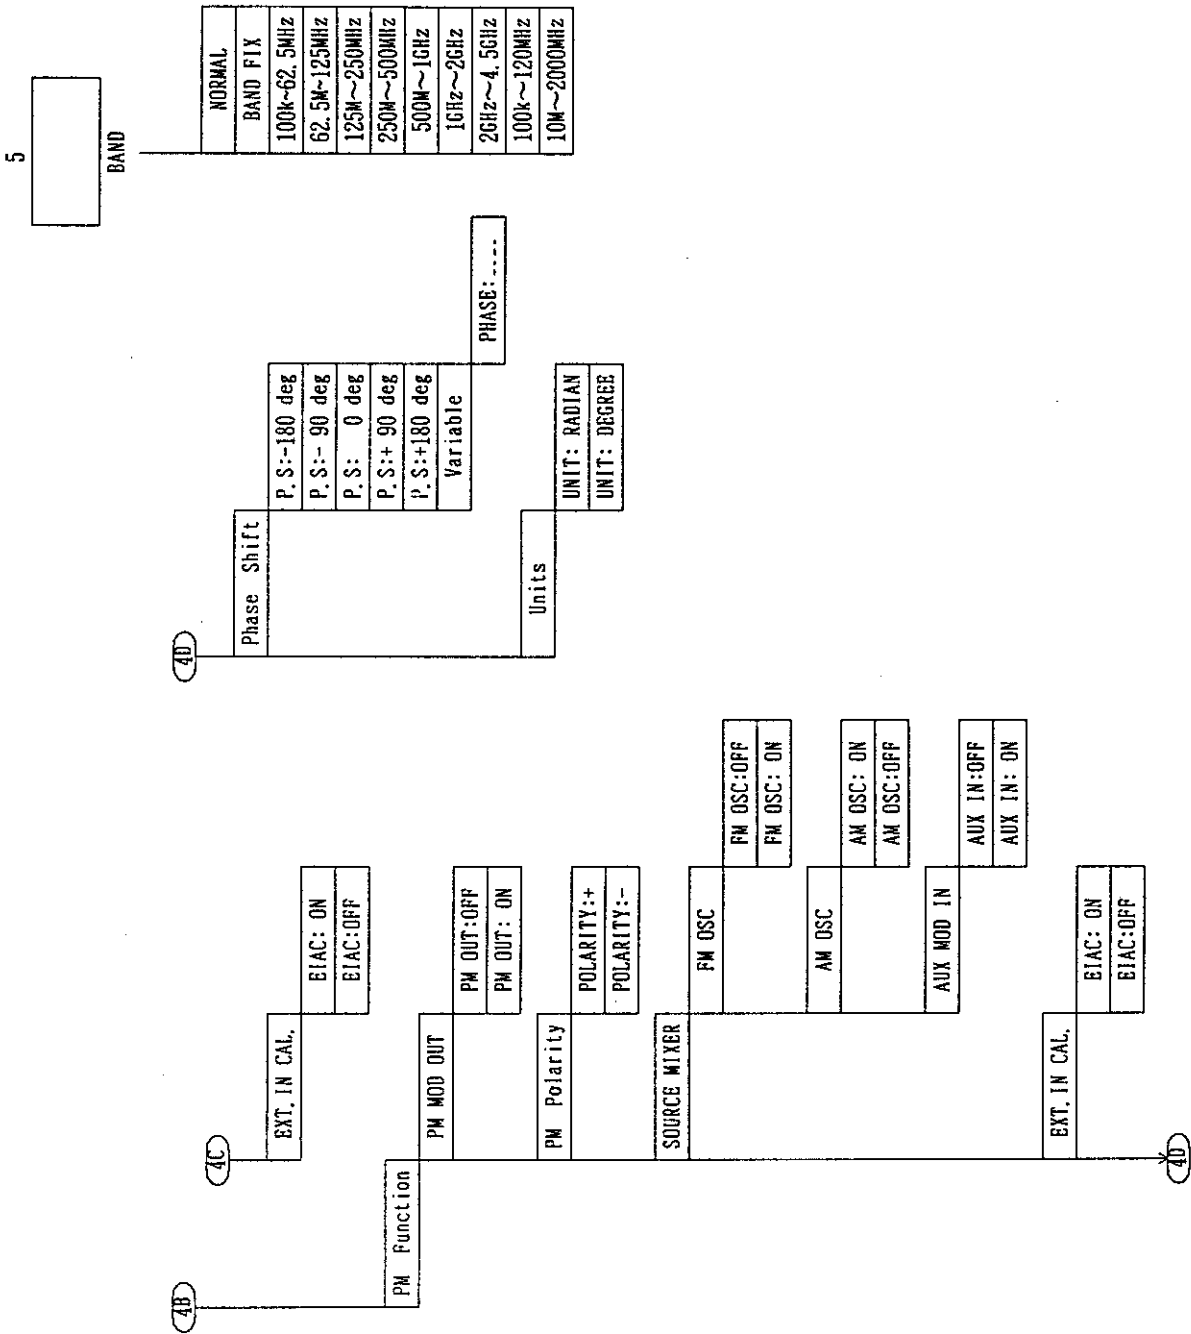 4B
PM Function
4C
EXT. IN CAL.
EIAC: ON
EIAC:OFF
PM MOD OUT
PM OUT:OFF
PM OUT: ON
PM Polarity
POLARITY:+
POLARITY:-
SOURCE MIXER
FM OSC
FM OSC:OFF
FM OSC: ON
AM OSC
AM OSC: ON
AM OSC:OFF
AUX MOD IN
AUX IN:OFF
AUX IN: ON
EXT. IN CAL.
EIAC: ON
EIAC:OFF
4D
4D
Phase Shift
P.S:-180 deg
P.S:- 90 deg
P.S: 0 deg
P.S:+ 90 deg
P.S:+180 deg
Variable
PHASE:----
Units
UNIT: RADIAN
UNIT: DEGREE
5
BAND
NORMAL
BAND FIX
100k~62.5MHz
62.5M~125MHz
125M~250MHz
250M~500MHz
500M~1GHz
1GHz~2GHz
2GHz~4.5GHz
100k~120MHz
10M~2000MHz